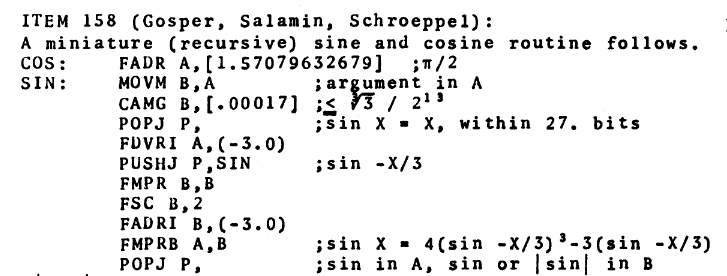 ITEM 158 (Gosper, Salamin, Schroeppel):
A miniature (recursive) sine and cosine routine follows.
COS: FADR A,[1.57079632679] ;π/2
SIN: MOVM B,A ;argument in A
CAMG B,[.00017] ;≤ ∛3 / 2¹³
POPJ P, ;sin X = X, within 27. bits
FDVRI A,(-3.0)
PUSHJ P,SIN ;sin -X/3
FMPR B,B
FSC B,2
FADRI B,(-3.0)
FMPRB A,B ;sin X = 4(sin -X/3)³-3(sin -X/3)
POPJ P, ;sin in A, sin or |sin| in B